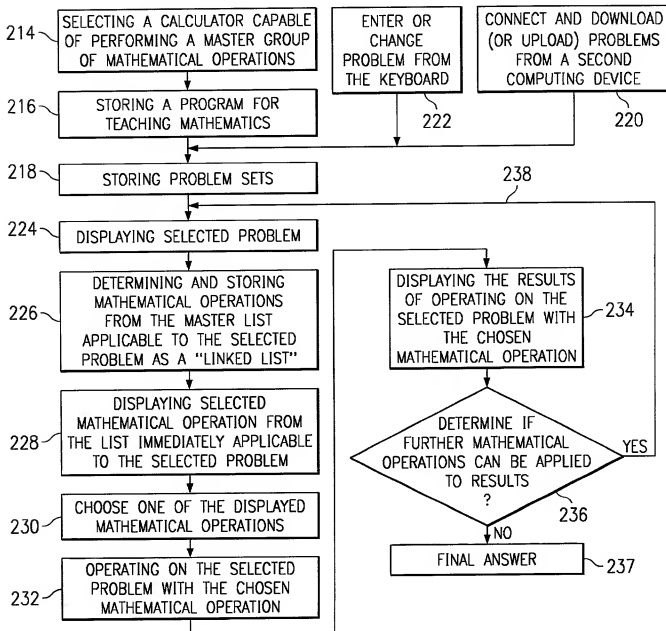 214
SELECTING A CALCULATOR CAPABLE
OF PERFORMING A MASTER GROUP
OF MATHEMATICAL OPERATIONS
ENTER OR
CHANGE
PROBLEM FROM
THE KEYBOARD
222
CONNECT AND DOWNLOAD
(OR UPLOAD) PROBLEMS
FROM A SECOND
COMPUTING DEVICE
220
216
STORING A PROGRAM FOR
TEACHING MATHEMATICS
218
STORING PROBLEM SETS
238
224
DISPLAYING SELECTED PROBLEM
226
DETERMINING AND STORING
MATHEMATICAL OPERATIONS
FROM THE MASTER LIST
APPLICABLE TO THE SELECTED
PROBLEM AS A "LINKED LIST"
228
DISPLAYING SELECTED
MATHEMATICAL OPERATION FROM
THE LIST IMMEDIATELY APPLICABLE
TO THE SELECTED PROBLEM
230
CHOOSE ONE OF THE DISPLAYED
MATHEMATICAL OPERATIONS
232
OPERATING ON THE SELECTED
PROBLEM WITH THE CHOSEN
MATHEMATICAL OPERATION
DISPLAYING THE RESULTS
OF OPERATING ON THE
SELECTED PROBLEM WITH
THE CHOSEN
MATHEMATICAL OPERATION
234
DETERMINE IF
FURTHER MATHEMATICAL
OPERATIONS CAN BE APPLIED
TO RESULTS
?
YES
236
NO
FINAL ANSWER
237